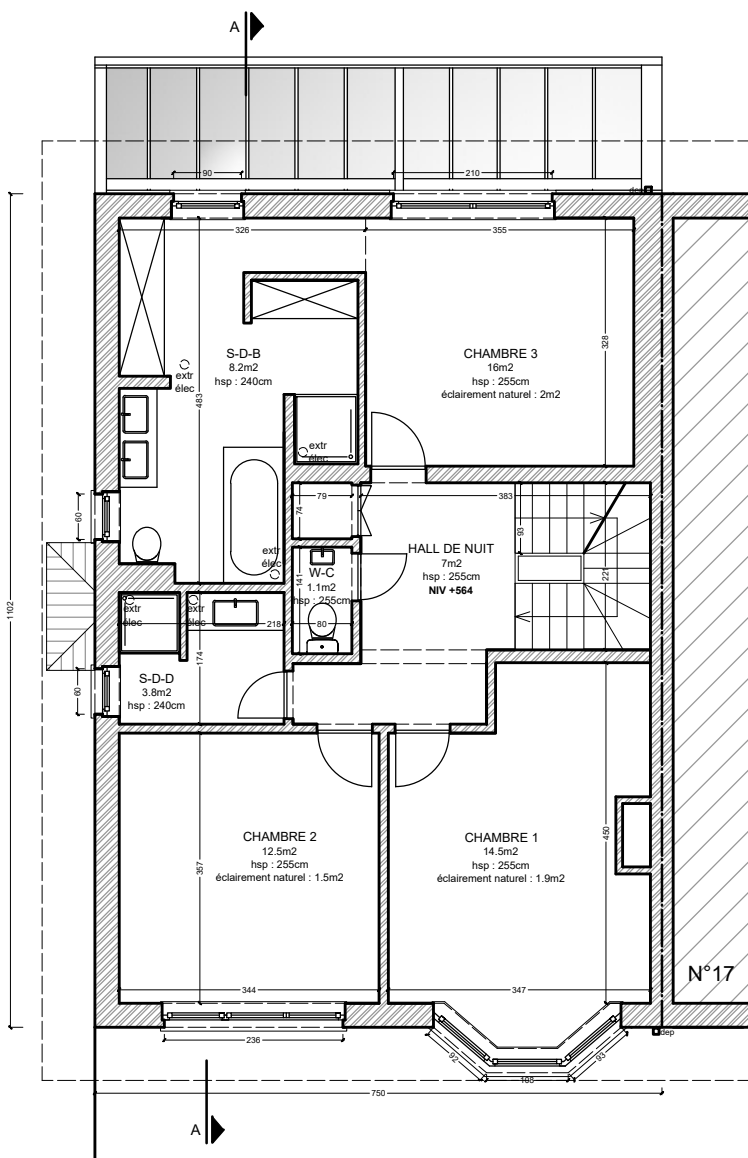 A
90
210
dep
326
355
S-D-B
8.2m2
hsp : 240cm
CHAMBRE 3
16m2
hsp : 255cm
éclairement naturel : 2m2
328
extr
élec
483
extr
élec
79
383
74
93
60
HALL DE NUIT
7m2
hsp : 255cm
NIV +564
221
extr
élec
W-C
1.1m2
hsp : 255cm
141
80
1102
extr
élec
extr
élec
218
174
S-D-D
3.8m2
hsp : 240cm
60
CHAMBRE 2
12.5m2
hsp : 255cm
éclairement naturel : 1.5m2
357
CHAMBRE 1
14.5m2
hsp : 255cm
éclairement naturel : 1.9m2
450
N°17
344
347
236
92
108
93
dep
750
A